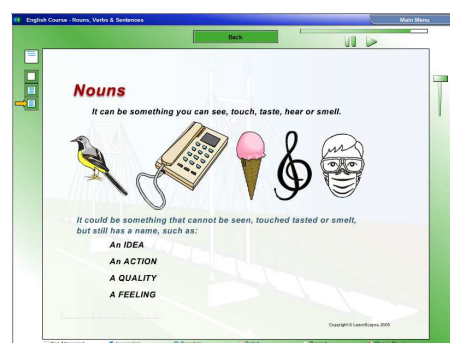 English Course - Nouns, Verbs & Sentences
Main Menu
Back
Nouns
It can be something you can see, touch, taste, hear or smell.
It could be something that cannot be seen, touched tasted or smelt,
but still has a name, such as:
An IDEA
An ACTION
A QUALITY
A FEELING
Copyright © LearnScapes 2009